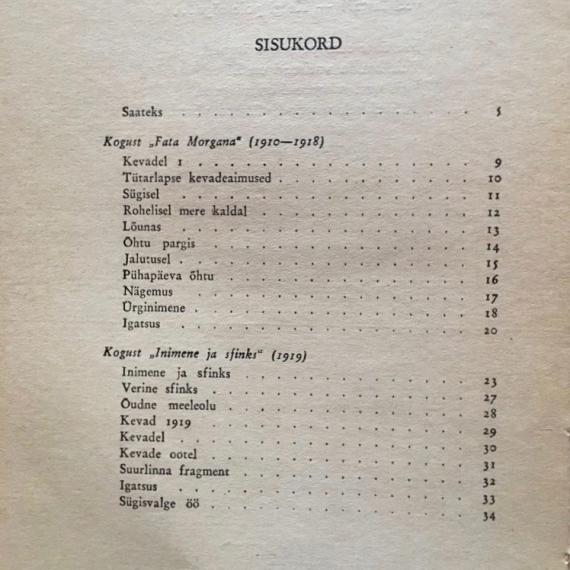 SISUKORD
Saateks . . . . . . . . . . . . . . . . 5
Kogust „Fata Morgana“ (1910—1918)
Kevadel 1 . . . . . . . . . . . . . . . 9
Tütarlapse kevadeaimused . . . . . . . . . . 10
Sügisel . . . . . . . . . . . . . . . . 11
Rohelisel mere kaldal . . . . . . . . . . . 12
Lõunas . . . . . . . . . . . . . . . . 13
Õhtu pargis . . . . . . . . . . . . . . 14
Jalutusel . . . . . . . . . . . . . . . 15
Pühapäeva õhtu . . . . . . . . . . . . . 16
Nägemus . . . . . . . . . . . . . . . 17
Ürginimene . . . . . . . . . . . . . . 18
Igatsus . . . . . . . . . . . . . . . . 20
Kogust „Inimene ja sfinks“ (1919)
Inimene ja sfinks . . . . . . . . . . . . 23
Verine sfinks . . . . . . . . . . . . . . 27
Õudne meeleolu . . . . . . . . . . . . . 28
Kevad 1919 . . . . . . . . . . . . . . 29
Kevadel . . . . . . . . . . . . . . . 30
Kevade ootel . . . . . . . . . . . . . . 31
Suurlinna fragment . . . . . . . . . . . . 32
Igatsus . . . . . . . . . . . . . . . . 33
Sügisvalge öö . . . . . . . . . . . . . . 34